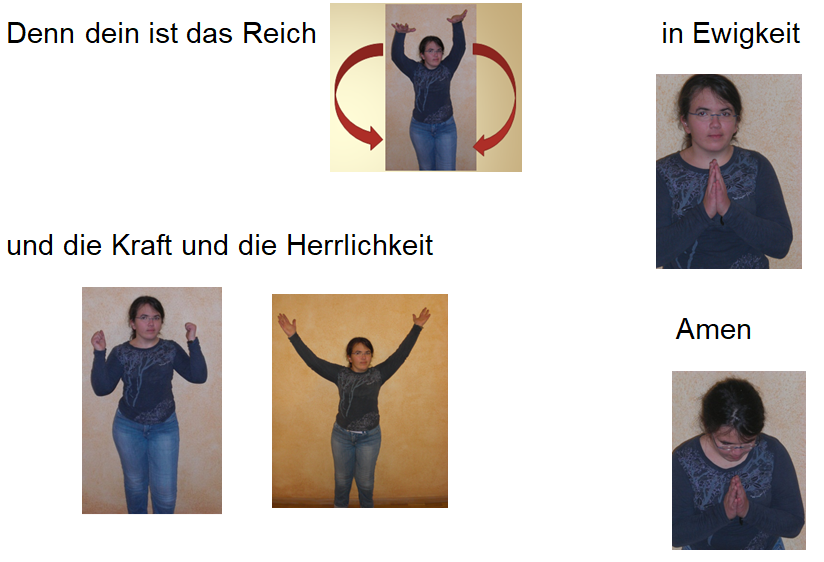 Denn dein ist das Reich
und die Kraft und die Herrlichkeit
in Ewigkeit
Amen